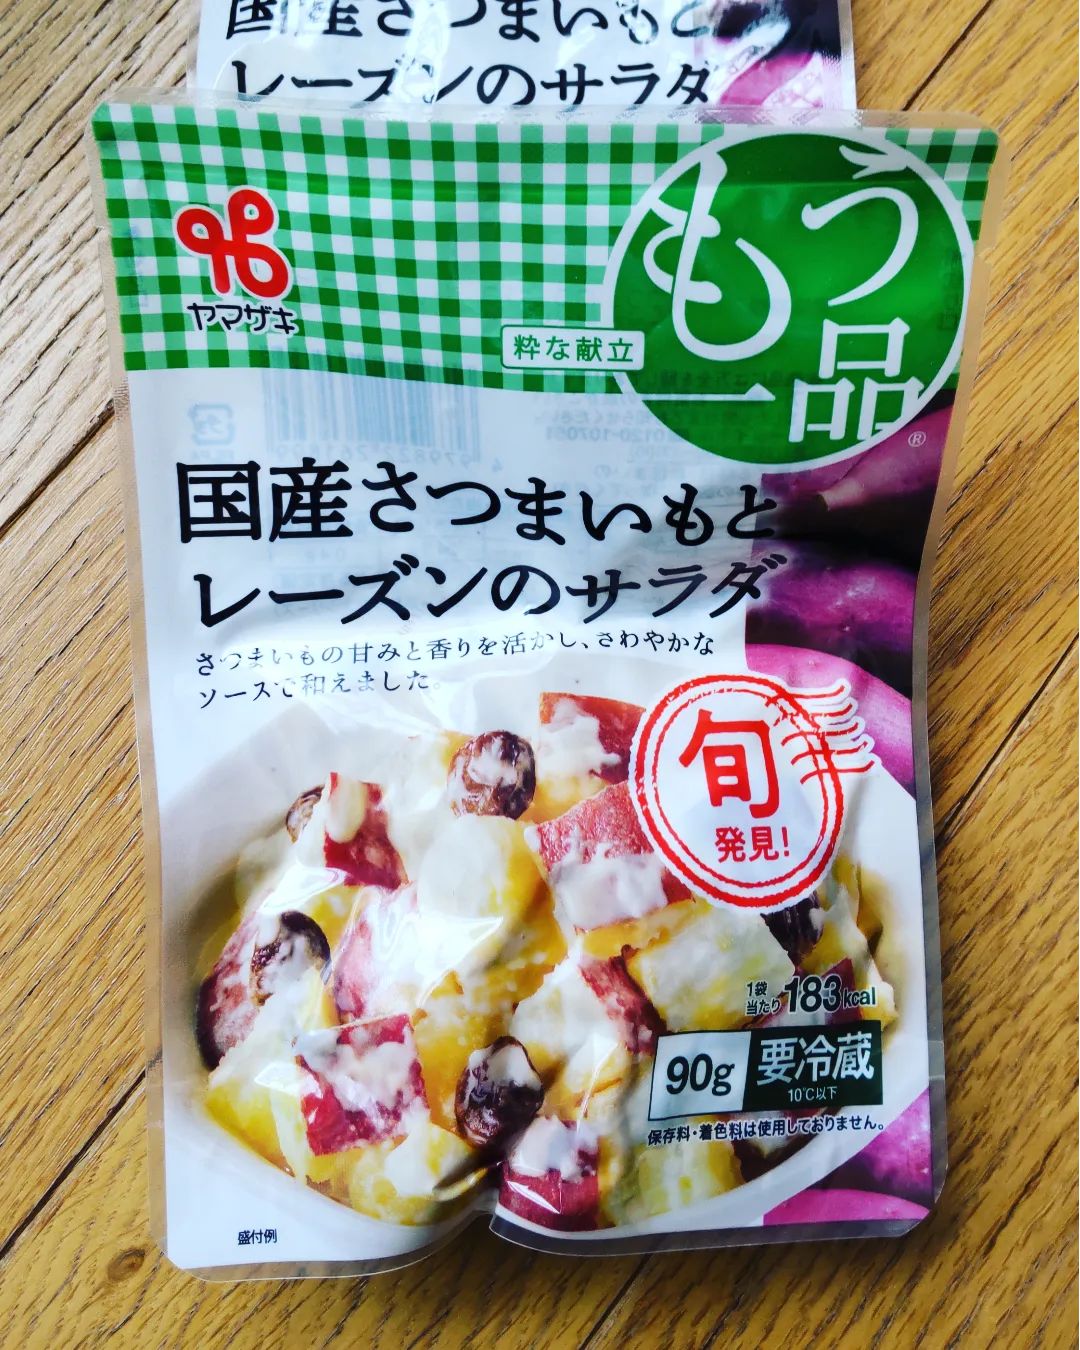 国産さつまいもと
レーズンのサラダ
ヤマザキ
もう
一品
®
粋な献立
国産さつまいもと
レーズンのサラダ
さつまいもの甘みと香りを活かし、さわやかな
ソースで和えました。
旬
発見!
1袋
当たり 183kcal
90g 要冷蔵
10℃以下
保存料・着色料は使用しておりません。
盛付例